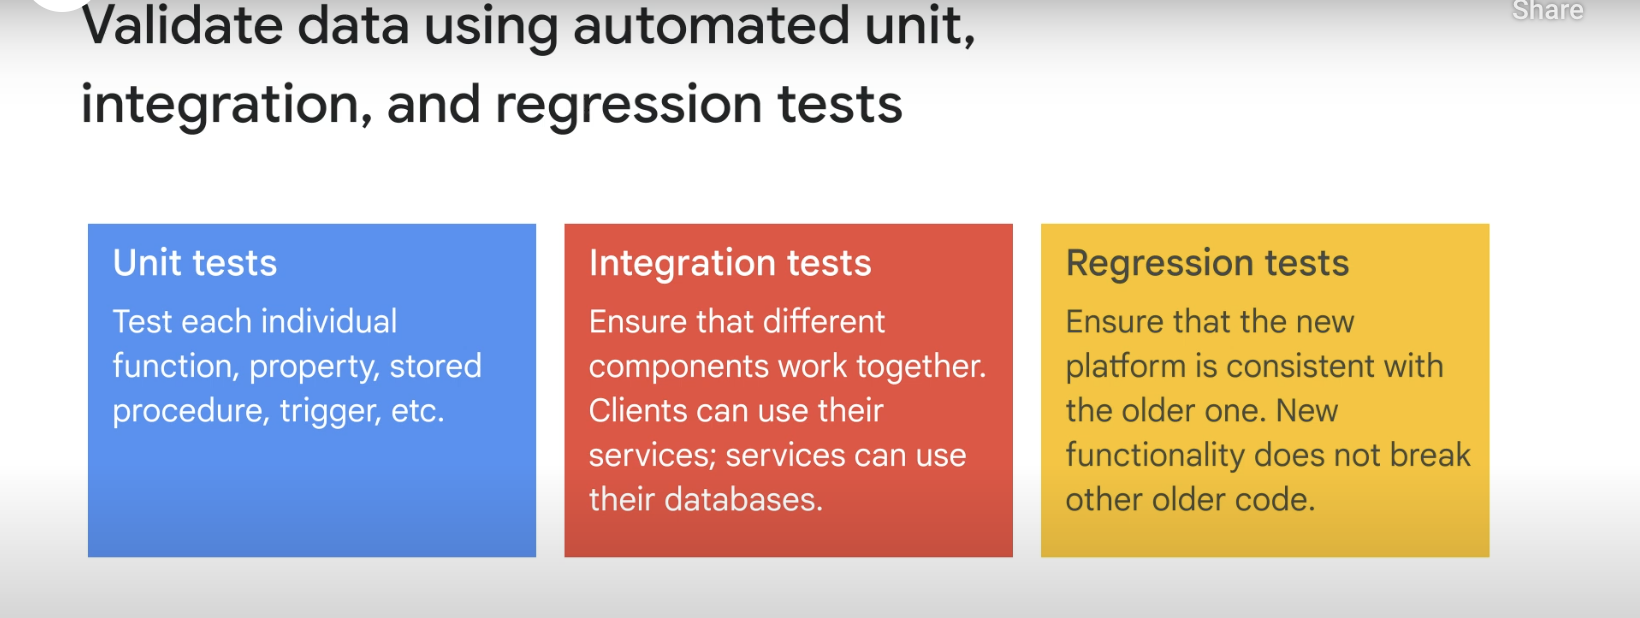 Share
Validate data using automated unit,
integration, and regression tests
Unit tests
Test each individual
function, property, stored
procedure, trigger, etc.
Integration tests
Ensure that different
components work together.
Clients can use their
services; services can use
their databases.
Regression tests
Ensure that the new
platform is consistent with
the older one. New
functionality does not break
other older code.